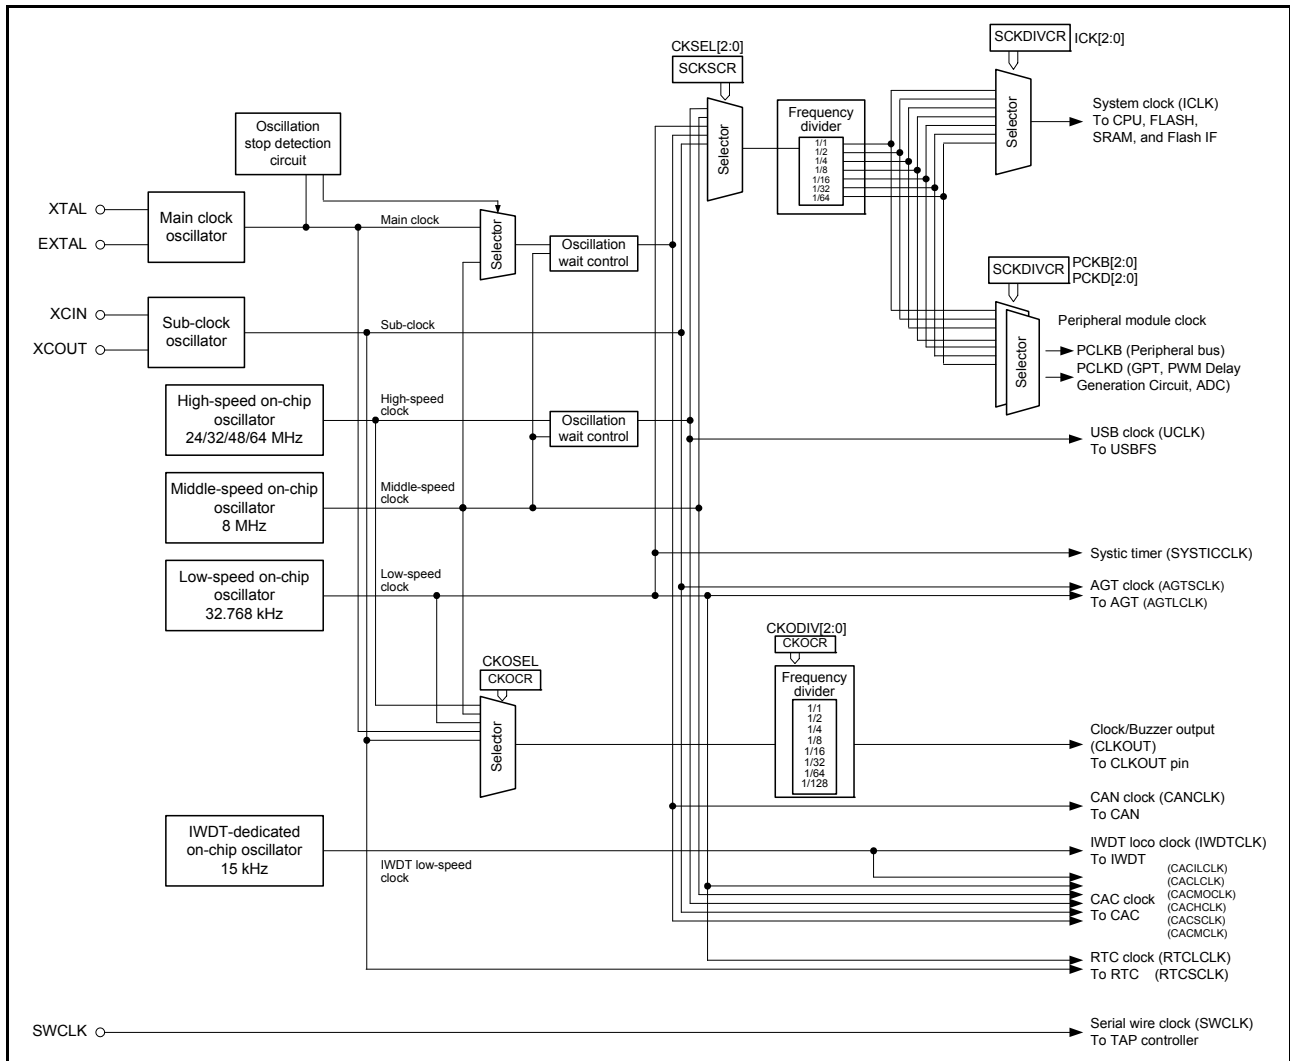 CKSEL[2:0]
SCKSCR
SCKDIVCR ICK[2:0]
Selector
Frequency
divider
1/1
1/2
1/4
1/8
1/16
1/32
1/64
Selector
System clock (ICLK)
To CPU, FLASH,
SRAM, and Flash IF
Oscillation
stop detection
circuit
XTAL
EXTAL
Main clock
oscillator
Main clock
Selector
Oscillation
wait control
SCKDIVCR
PCKB[2:0]
PCKD[2:0]
Selector
Peripheral module clock
PCLKB (Peripheral bus)
PCLKD (GPT, PWM Delay
Generation Circuit, ADC)
XCIN
XCOUT
Sub-clock
oscillator
Sub-clock
High-speed on-chip
oscillator
24/32/48/64 MHz
High-speed
clock
Oscillation
wait control
USB clock (UCLK)
To USBFS
Middle-speed on-chip
oscillator
8 MHz
Middle-speed
clock
Systic timer (SYSTICCLK)
Low-speed on-chip
oscillator
32.768 kHz
Low-speed
clock
AGT clock (AGTSCLK)
To AGT (AGTLCLK)
CKOSEL
CKOCR
Selector
CKODIV[2:0]
CKOCR
Frequency
divider
1/1
1/2
1/4
1/8
1/16
1/32
1/64
1/128
Clock/Buzzer output
(CLKOUT)
To CLKOUT pin
CAN clock (CANCLK)
To CAN
IWDT-dedicated
on-chip oscillator
15 kHz
IWDT low-speed
clock
IWDT loco clock (IWDTCLK)
To IWDT
CAC clock
To CAC
(CACILCLK)
(CACLCLK)
(CACMOCLK)
(CACHCLK)
(CACSCLK)
(CACMCLK)
RTC clock (RTCLCLK)
To RTC (RTCSCLK)
SWCLK
Serial wire clock (SWCLK)
To TAP controller